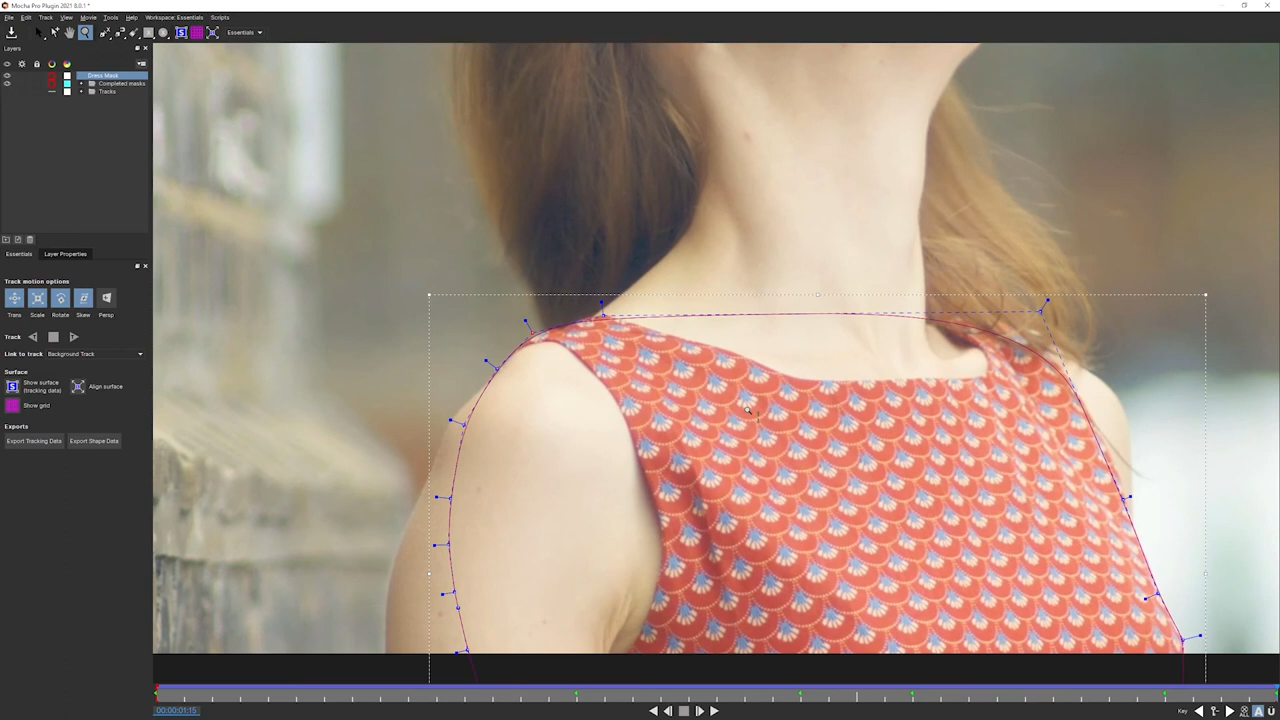 Mocha Pro Plugin 2021 8.0.1 *
File Edit Track View Movie Tools Help Workspace: Essentials Scripts
Essentials
Layers
Dress Mask
Completed masks
Tracks
Essentials Layer Properties
Track motion options
Trans Scale Rotate Skew Persp
Track
Link to track Background Track
Surface
Show surface
(tracking data)
Align surface
Show grid
Exports
Export Tracking Data Export Shape Data
00:00:01:15
Key